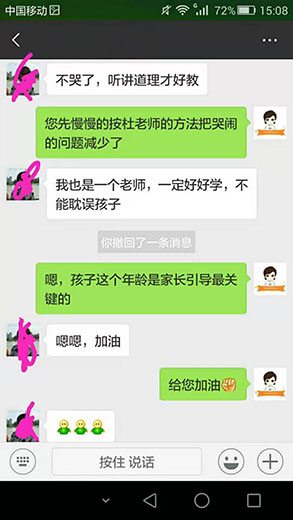 中国移动 72% 15:08
不哭了，听讲道理才好教
您先慢慢的按杜老师的方法把哭闹
的问题减少了
我也是一个老师，一定好好学，不
能耽误孩子
你撤回了一条消息
嗯，孩子这个年龄是家长引导最关
键的
嗯嗯，加油
给您加油
按住 说话